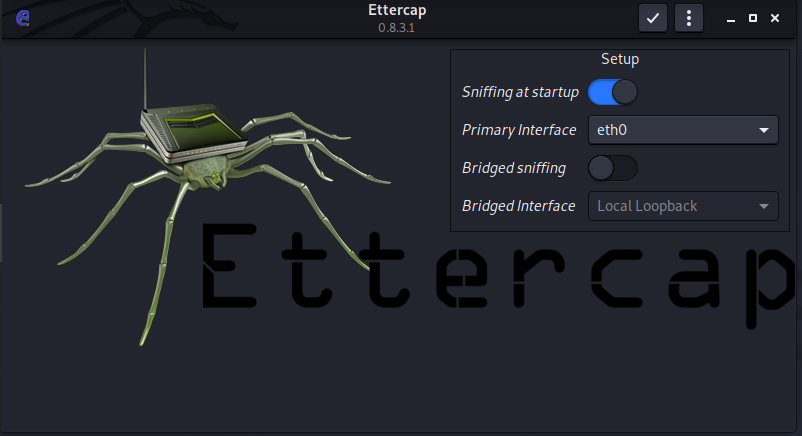 Ettercap
0.8.3.1
Setup
Sniffing at startup
Primary Interface eth0
Bridged sniffing
Bridged Interface Local Loopback
Ettercap